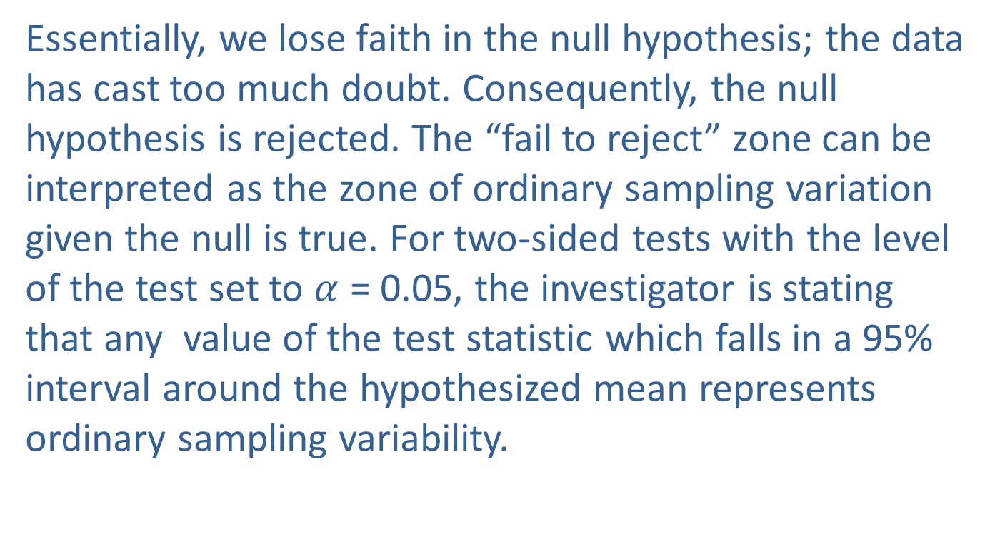 Essentially, we lose faith in the null hypothesis; the data
has cast too much doubt. Consequently, the null
hypothesis is rejected. The “fail to reject” zone can be
interpreted as the zone of ordinary sampling variation
given the null is true. For two-sided tests with the level
of the test set to 𝛼 = 0.05, the investigator is stating
that any  value of the test statistic which falls in a 95%
interval around the hypothesized mean represents
ordinary sampling variability.